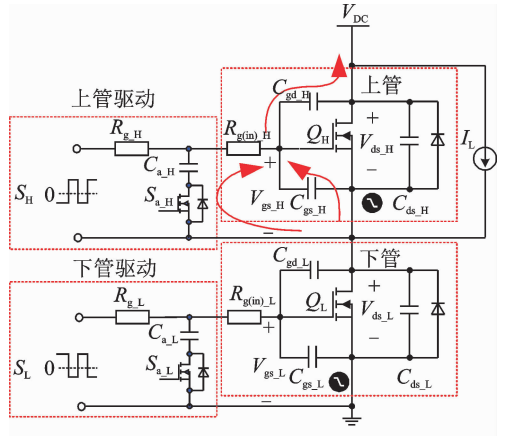 V_DC
上管驱动
C_gd_H
上管
R_g_H
R_g(in)_H
Q_H
+
V_ds_H
−
I_L
C_a_H
S_a_H
S_H
0
+
V_gs_H
−
C_gs_H
C_ds_H
下管驱动
C_gd_L
下管
R_g_L
R_g(in)_L
Q_L
+
V_ds_L
−
C_a_L
S_a_L
S_L
0
+
V_gs_L
−
C_gs_L
C_ds_L